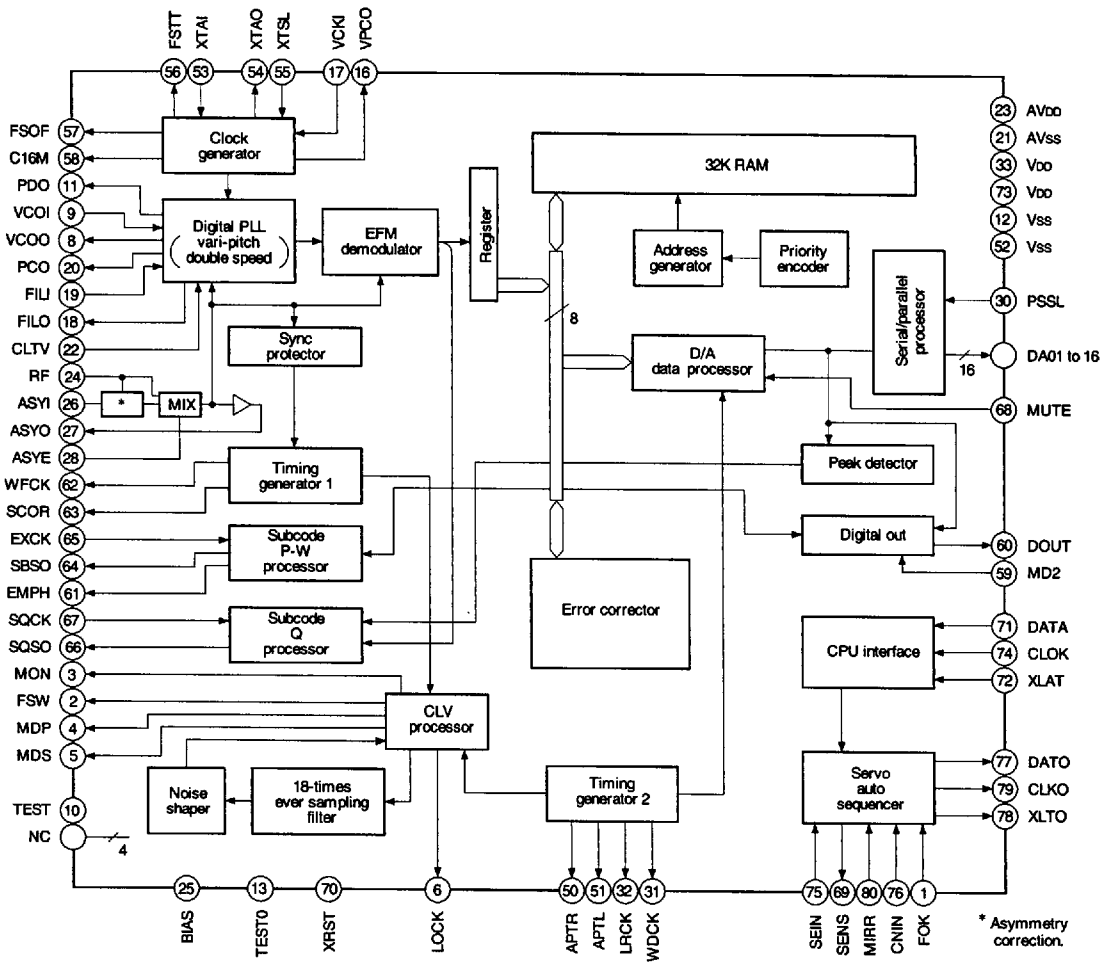 FSTT
XTAI
XTAO
XTSL
VCKI
VPCO
56
53
54
55
17
16
FSOF 57
C16M 58
PDO 11
VCOI 9
VCOO 8
PCO 20
FILI 19
FILO 18
CLTV 22
RF 24
ASYI 26
ASYO 27
ASYE 28
WFCK 62
SCOR 63
EXCK 65
SBSO 64
EMPH 61
SQCK 67
SQSO 66
MON 3
FSW 2
MDP 4
MDS 5
TEST 10
NC
4
Clock
generator
Digital PLL
( vari-pitch )
double speed
EFM
demodulator
Register
Sync
protector
*
MIX
Timing
generator 1
Subcode
P-W
processor
Subcode
Q
processor
CLV
processor
Noise
shaper
18-times
ever sampling
filter
32K RAM
Address
generator
Priority
encoder
8
D/A
data processor
Serial/parallel
processor
16
Peak detector
Digital out
Error corrector
CPU interface
Servo
auto
sequencer
Timing
generator 2
23 AVDD
21 AVSS
33 VDD
73 VDD
12 VSS
52 VSS
30 PSSL
DA01 to 16
68 MUTE
60 DOUT
59 MD2
71 DATA
74 CLOK
72 XLAT
77 DATO
79 CLKO
78 XLTO
25
13
70
6
50
51
32
31
75
69
80
76
1
BIAS
TEST0
XRST
LOCK
APTR
APTL
LRCK
WDCK
SEIN
SENS
MIRR
CNIN
FOK
* Asymmetry
correction.